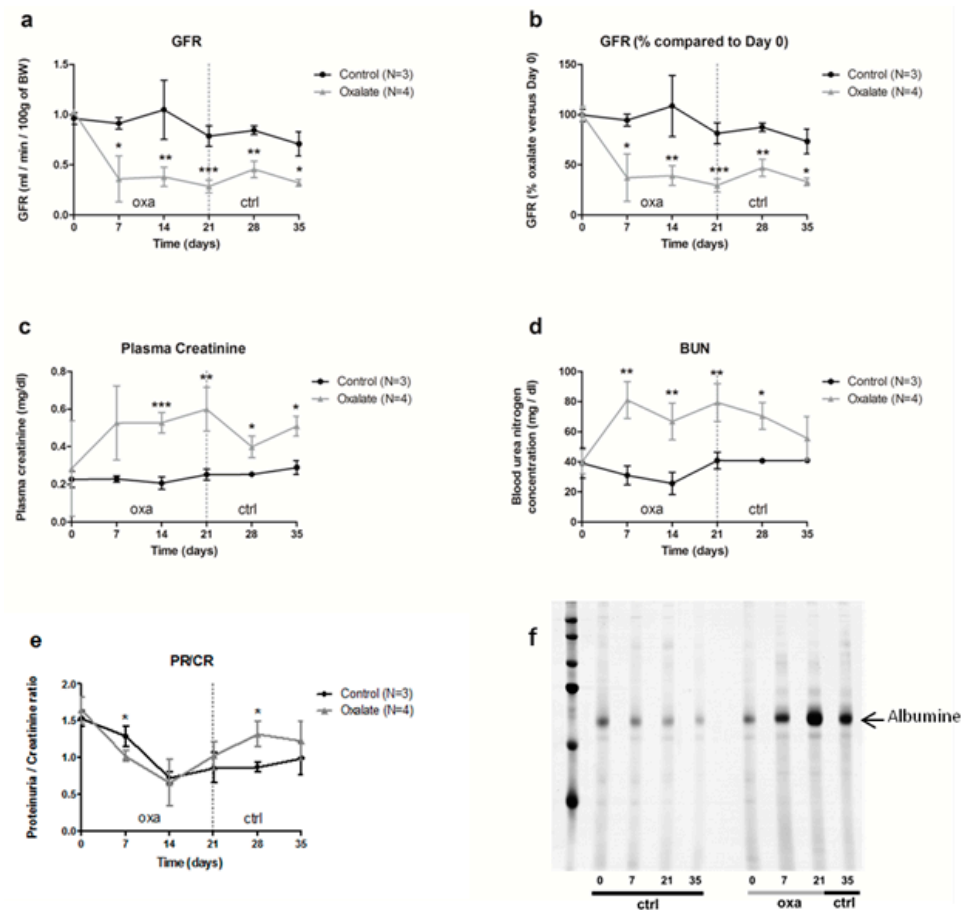 a
GFR
GFR (ml / min / 100g of BW)
1.5
1.0
0.5
0.0
Control (N=3)
Oxalate (N=4)
*
**
***
**
*
oxa
ctrl
0 7 14 21 28 35
Time (days)
b
GFR (% compared to Day 0)
GFR (% oxalate versus Day 0)
150
100
50
0
Control (N=3)
Oxalate (N=4)
*
**
***
**
*
oxa
ctrl
0 7 14 21 28 35
Time (days)
c
Plasma Creatinine
Plasma creatinine (mg/dl)
0.8
0.6
0.4
0.2
0.0
Control (N=3)
Oxalate (N=4)
***
**
*
*
oxa
ctrl
0 7 14 21 28 35
Time (days)
d
BUN
Blood urea nitrogen
concentration (mg / dl)
100
80
60
40
20
0
Control (N=3)
Oxalate (N=4)
**
**
**
*
oxa
ctrl
0 7 14 21 28 35
Time (days)
e
PR/CR
Proteinuria / Creatinine ratio
2.0
1.5
1.0
0.5
0.0
Control (N=3)
Oxalate (N=4)
*
*
oxa
ctrl
0 7 14 21 28 35
Time (days)
f
Albumine
0 7 21 35 0 7 21 35
ctrl oxa ctrl